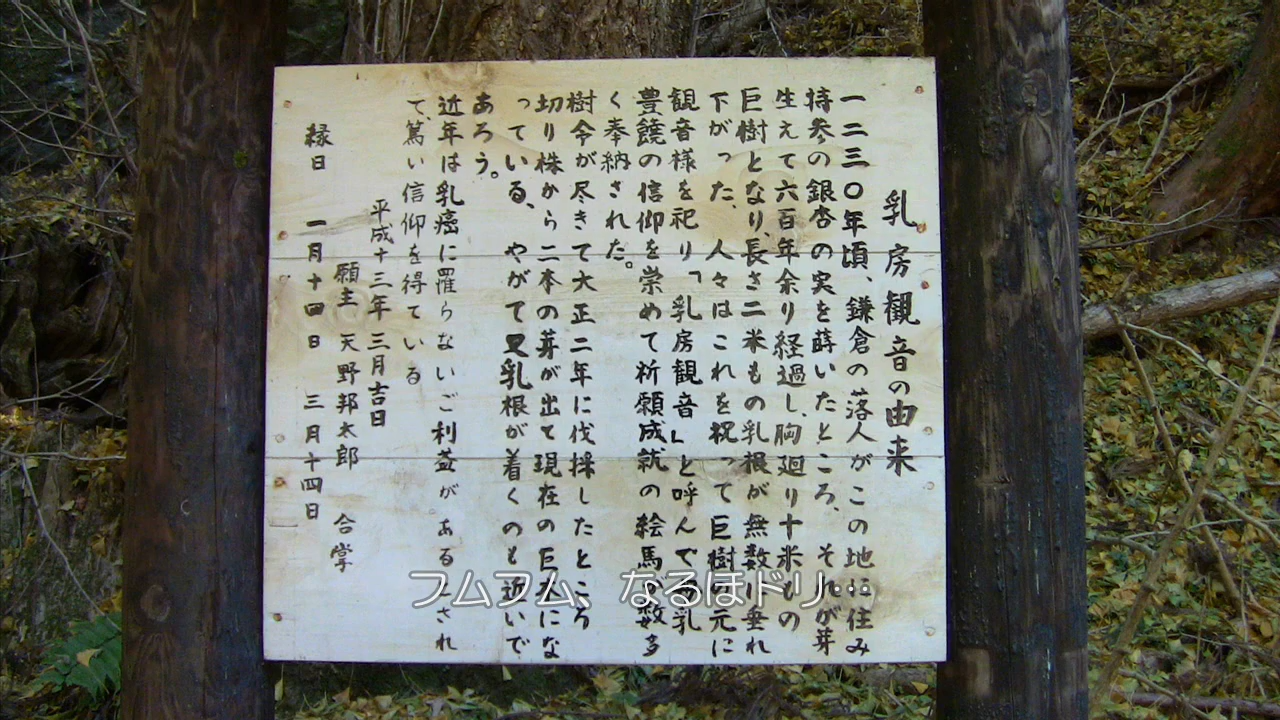 乳房観音の由来
一二三〇年頃、鎌倉の落人がこの地に住み
持参の銀杏の実を蒔いたところ、それが芽
生えて六百年余り経過し、胸廻り十米もの
巨樹となり、長さ二米もの乳根が無数に垂れ
下がった、人々はこれを祝って巨樹の元に
観音様を祀り「乳房観音」と呼んで乳
豊饒の信仰を崇めて祈願成就の絵馬が数多
く奉納された。
樹令が尽きて大正二年に伐採したところ
切り株から二本の芽が出て現在の巨木にな
っている、やがて又乳根が着くのも近いで
あろう。
近年は乳癌に罹らないご利益があるとされ
て、篤い信仰を得ている
平成十三年三月吉日
願主 天野邦太郎 合掌
縁日 一月十四日 三月十四日
フムフム、なるほドリ…